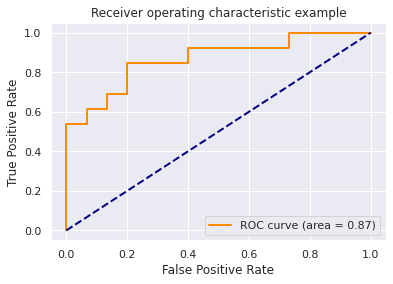 Receiver operating characteristic example
1.0
0.8
0.6
0.4
0.2
0.0
True Positive Rate
ROC curve (area = 0.87)
0.0 0.2 0.4 0.6 0.8 1.0
False Positive Rate